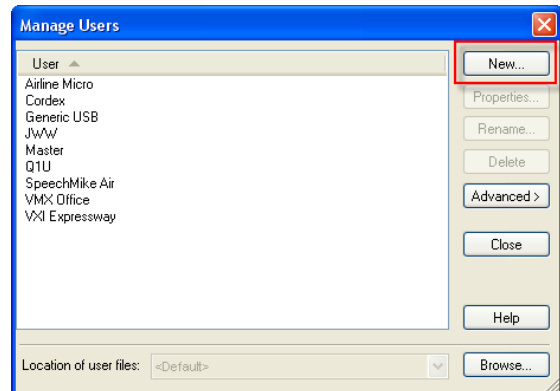 Manage Users
User
Airline Micro
Cordex
Generic USB
JWW
Master
Q1U
SpeechMike Air
VMX Office
VXI Expressway
New...
Properties...
Rename...
Delete
Advanced >
Close
Help
Location of user files: <Default> Browse...